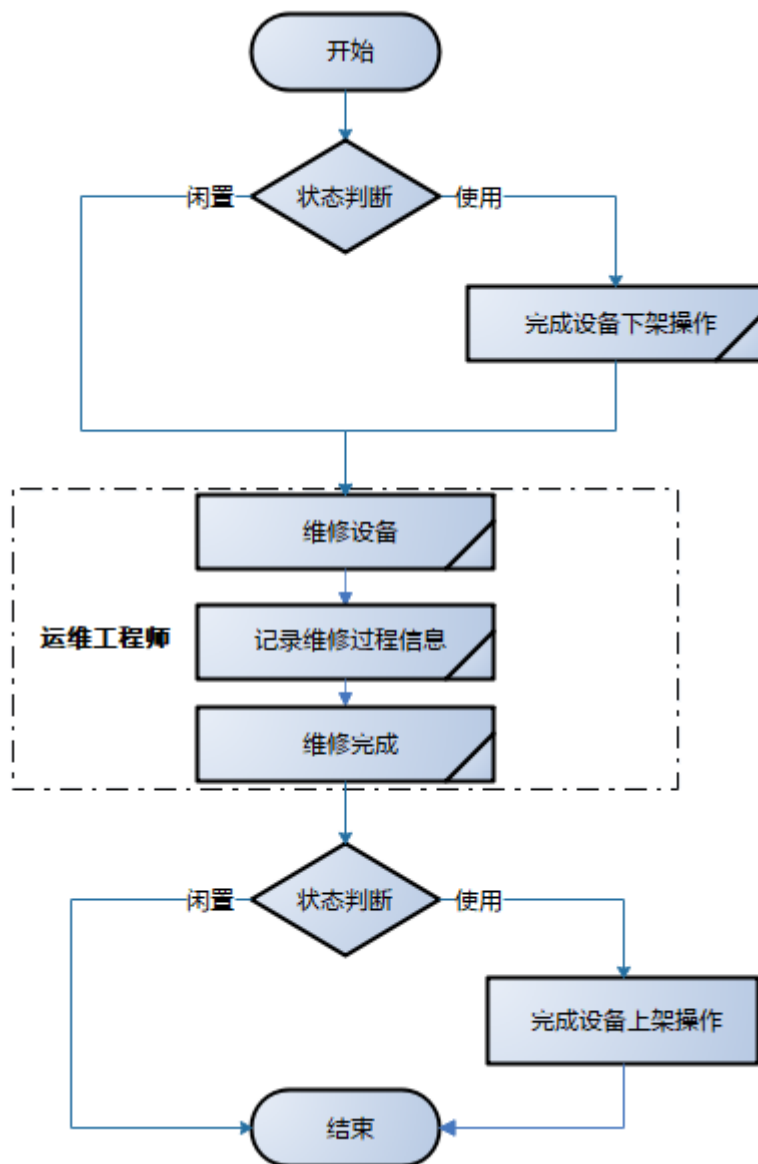 开始
闲置
状态判断
使用
完成设备下架操作
维修设备
运维工程师
记录维修过程信息
维修完成
闲置
状态判断
使用
完成设备上架操作
结束